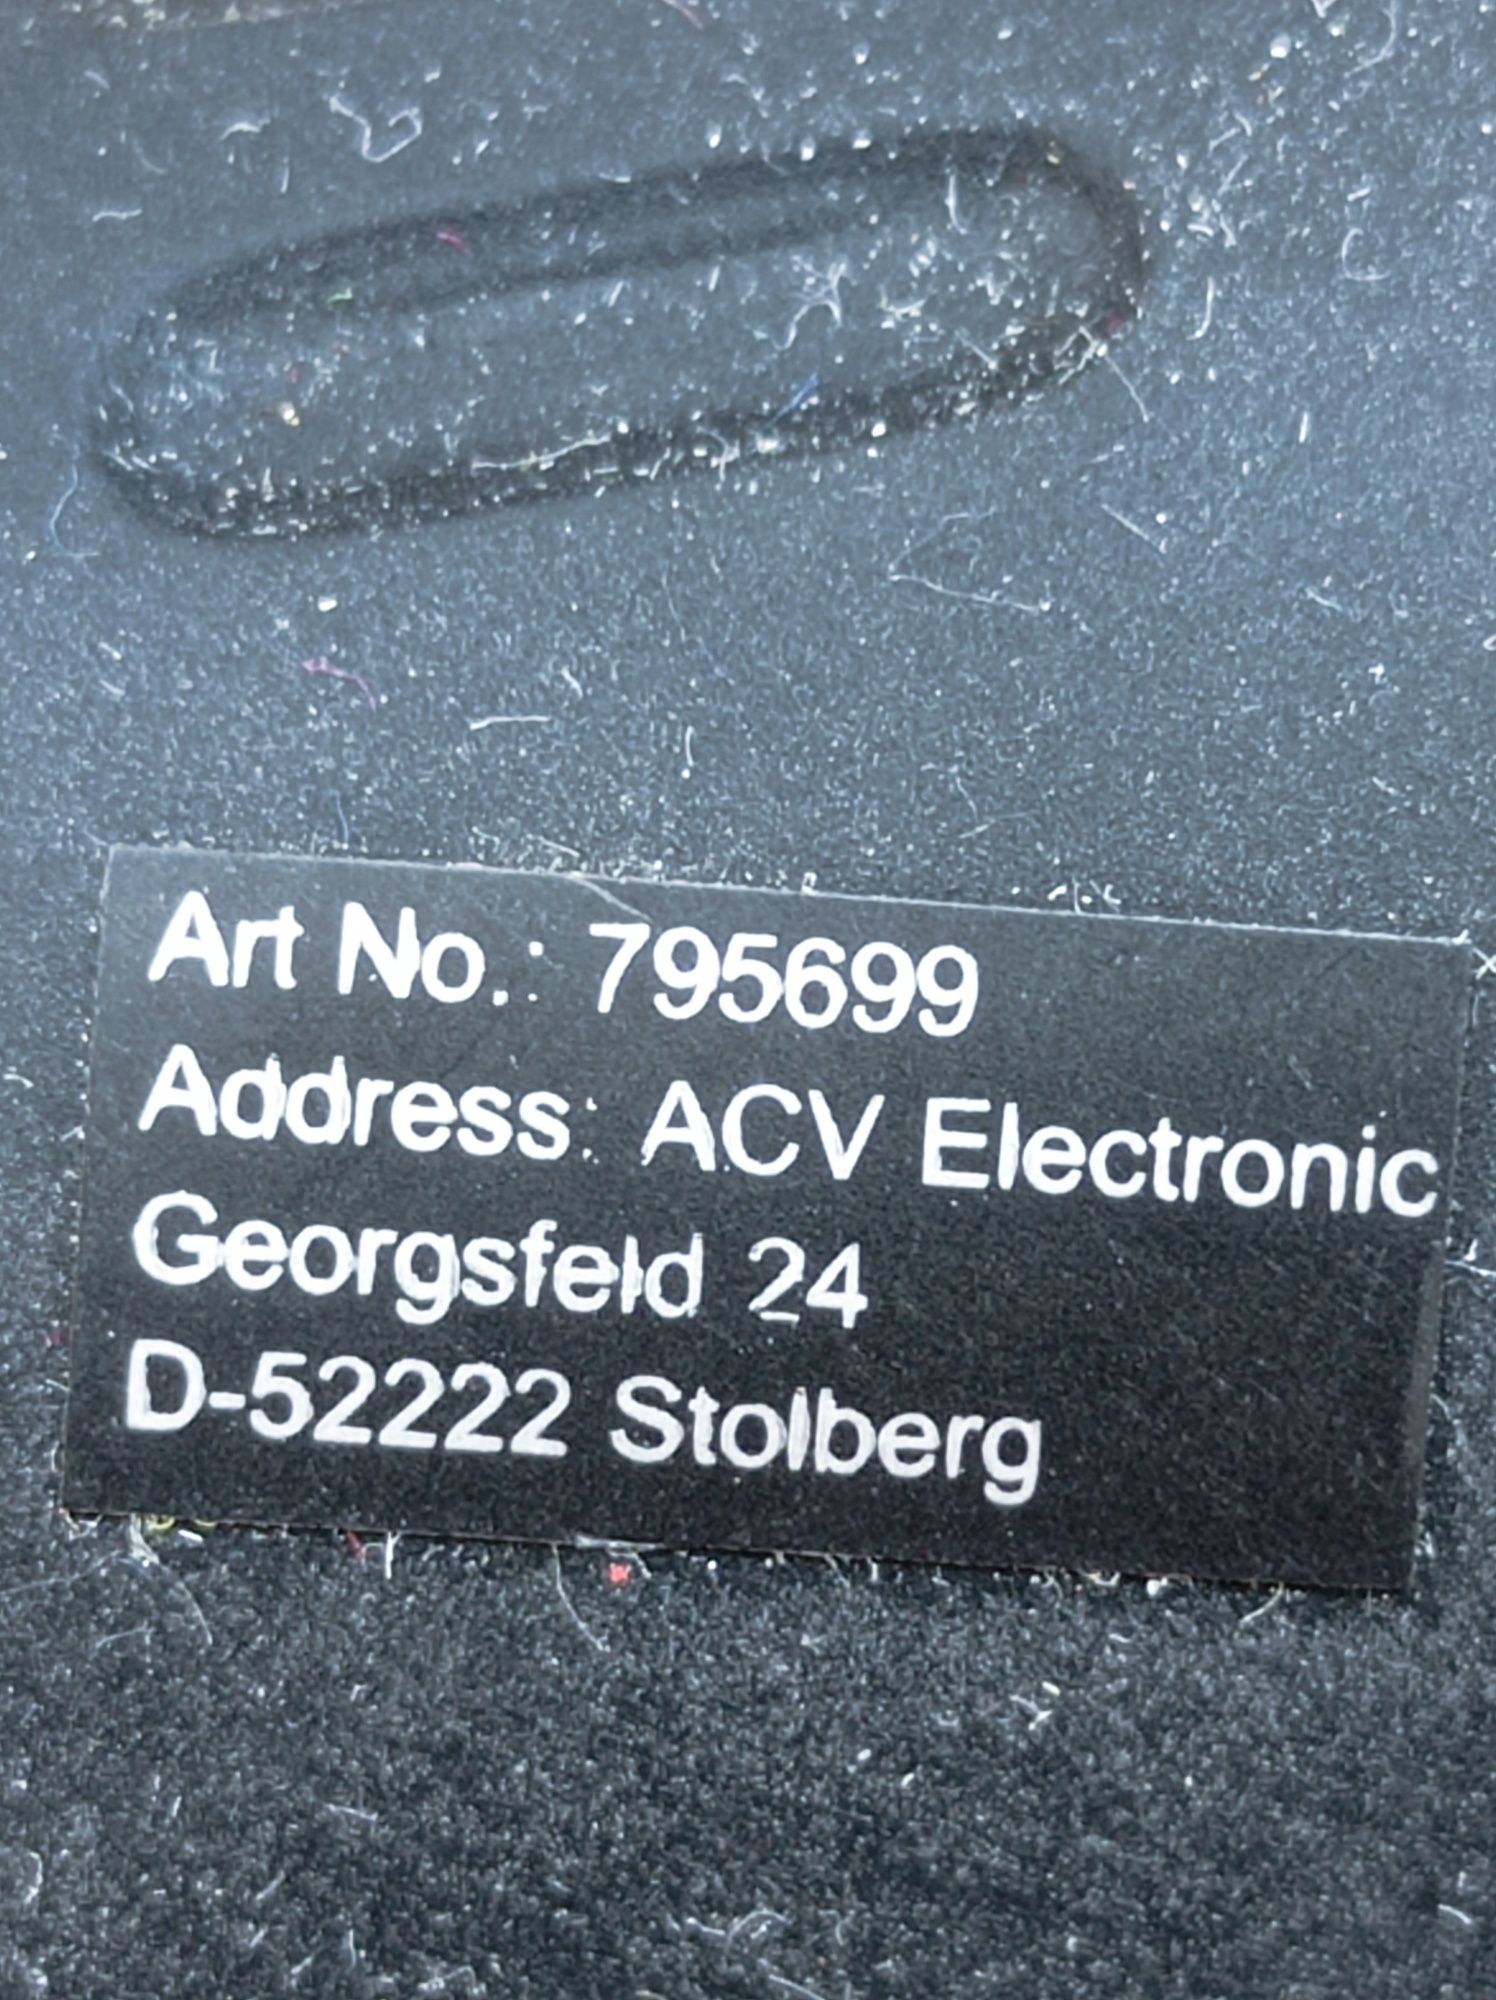 Art No.: 795699
Address: ACV Electronic
Georgsfeld 24
D-52222 Stolberg